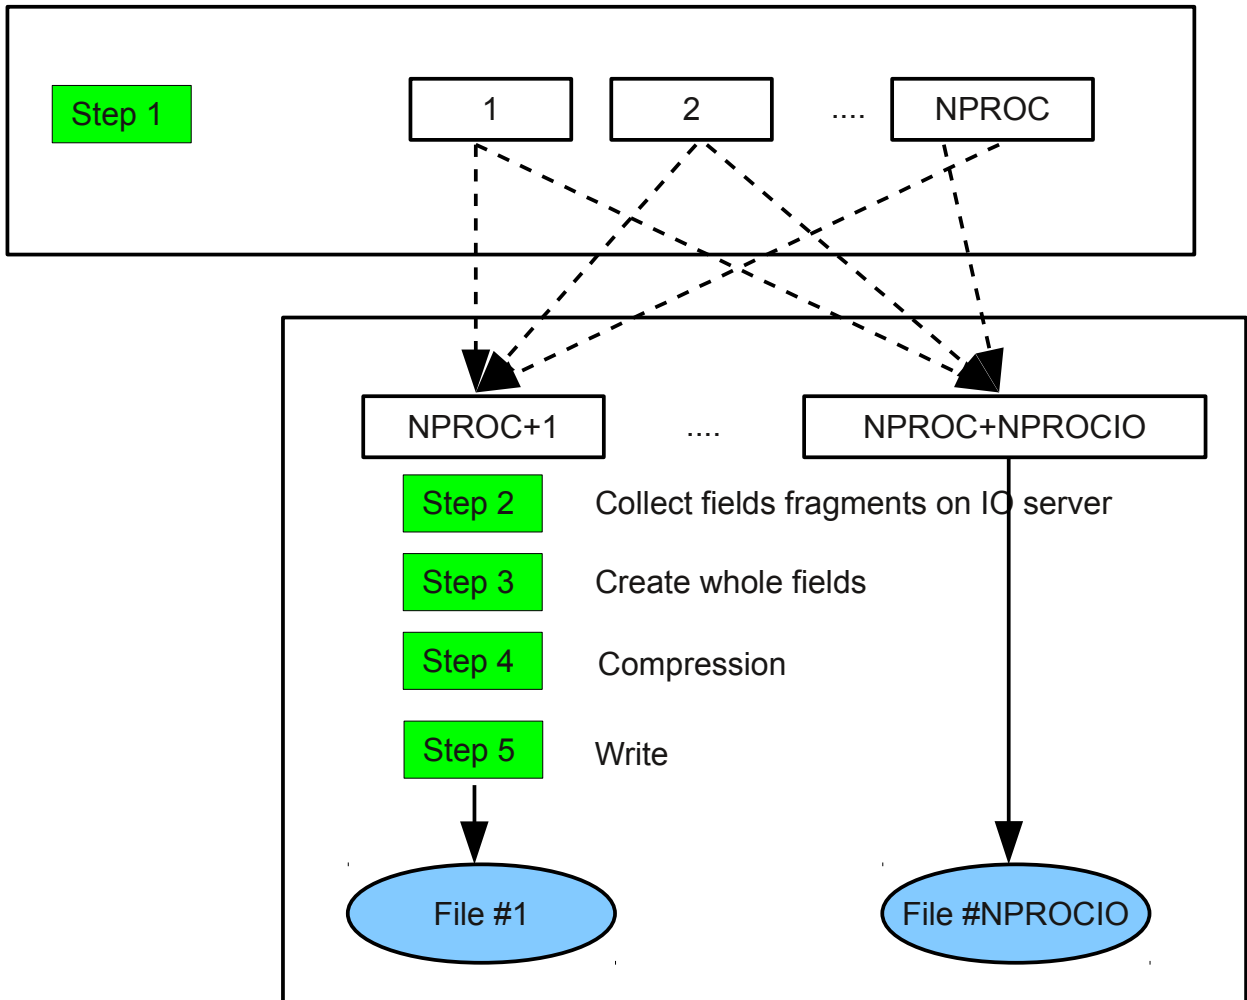 Step 1
1
2
....
NPROC
NPROC+1
....
NPROC+NPROCIO
Step 2
Collect fields fragments on IO server
Step 3
Create whole fields
Step 4
Compression
Step 5
Write
File #1
File #NPROCIO